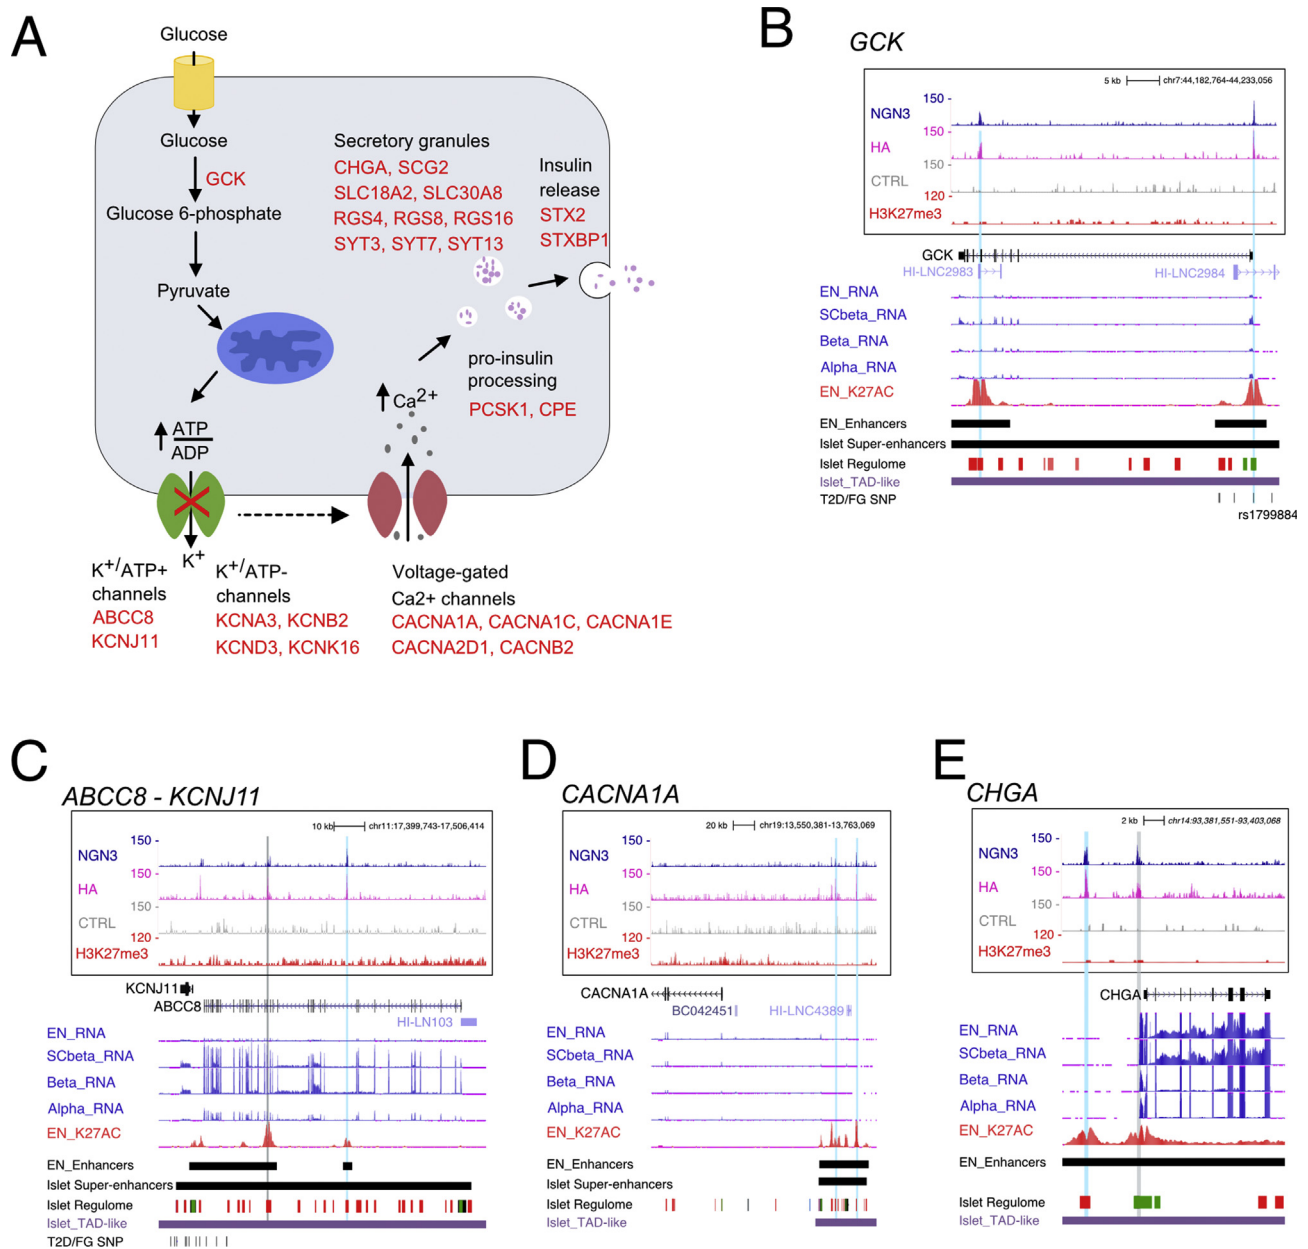 A
Glucose
Glucose
GCK
Glucose 6-phosphate
Pyruvate
ATP
ADP
K+
Secretory granules
CHGA, SCG2
SLC18A2, SLC30A8
RGS4, RGS8, RGS16
SYT3, SYT7, SYT13
Insulin
release
STX2
STXBP1
pro-insulin
processing
PCSK1, CPE
Ca2+
K+/ATP+
channels
ABCC8
KCNJ11
K+/ATP-
channels
KCNA3, KCNB2
KCND3, KCNK16
Voltage-gated
Ca2+ channels
CACNA1A, CACNA1C, CACNA1E
CACNA2D1, CACNB2
B
GCK
5 kb chr7:44,182,764-44,233,056
150
NGN3
150
HA
150
CTRL
120
H3K27me3
GCK
HI-LNC2983 HI-LNC2984
EN_RNA
SCbeta_RNA
Beta_RNA
Alpha_RNA
EN_K27AC
EN_Enhancers
Islet Super-enhancers
Islet Regulome
Islet_TAD-like
T2D/FG SNP
rs1799884
C
ABCC8 - KCNJ11
10 kb chr11:17,399,743-17,506,414
150
NGN3
150
HA
150
CTRL
120
H3K27me3
KCNJ11
ABCC8
HI-LN103
EN_RNA
SCbeta_RNA
Beta_RNA
Alpha_RNA
EN_K27AC
EN_Enhancers
Islet Super-enhancers
Islet Regulome
Islet_TAD-like
T2D/FG SNP
D
CACNA1A
20 kb chr19:13,550,381-13,763,069
150
NGN3
150
HA
150
CTRL
120
H3K27me3
CACNA1A
BC042451 HI-LNC4389
EN_RNA
SCbeta_RNA
Beta_RNA
Alpha_RNA
EN_K27AC
EN_Enhancers
Islet Super-enhancers
Islet Regulome
Islet_TAD-like
E
CHGA
2 kb chr14:93,381,551-93,403,068
150
NGN3
150
HA
150
CTRL
120
H3K27me3
CHGA
EN_RNA
SCbeta_RNA
Beta_RNA
Alpha_RNA
EN_K27AC
EN_Enhancers
Islet Regulome
Islet_TAD-like